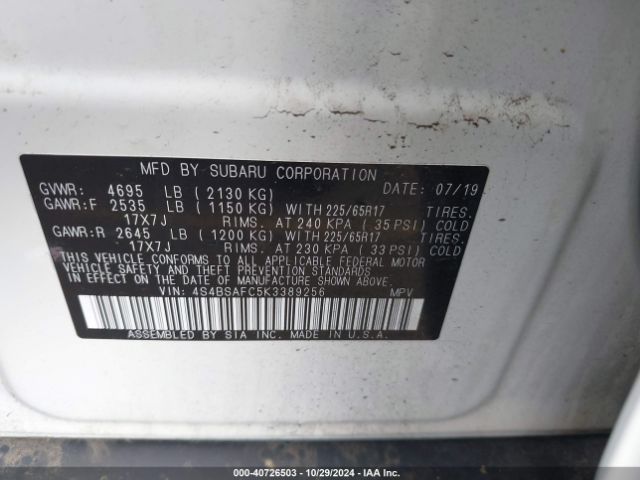 MFD BY SUBARU CORPORATION
GVWR: 4695 LB (2130 KG) DATE: 07/19
GAWR:F 2535 LB (1150 KG) WITH 225/65R17 TIRES.
17X7J RIMS. AT 240 KPA (35 PSI) COLD
GAWR:R 2645 LB (1200 KG) WITH 225/65R17 TIRES.
17X7J RIMS. AT 230 KPA (33 PSI) COLD
THIS VEHICLE CONFORMS TO ALL APPLICABLE FEDERAL MOTOR
VEHICLE SAFETY AND THEFT PREVENTION STANDARDS
IN EFFECT ON THE DATE OF MANUFACTURE SHOWN ABOVE.
VIN: 4S4BSAFC5K3389256 MPV
ASSEMBLED BY SIA INC. MADE IN U.S.A.
000-40726503 - 10/29/2024 - IAA Inc.